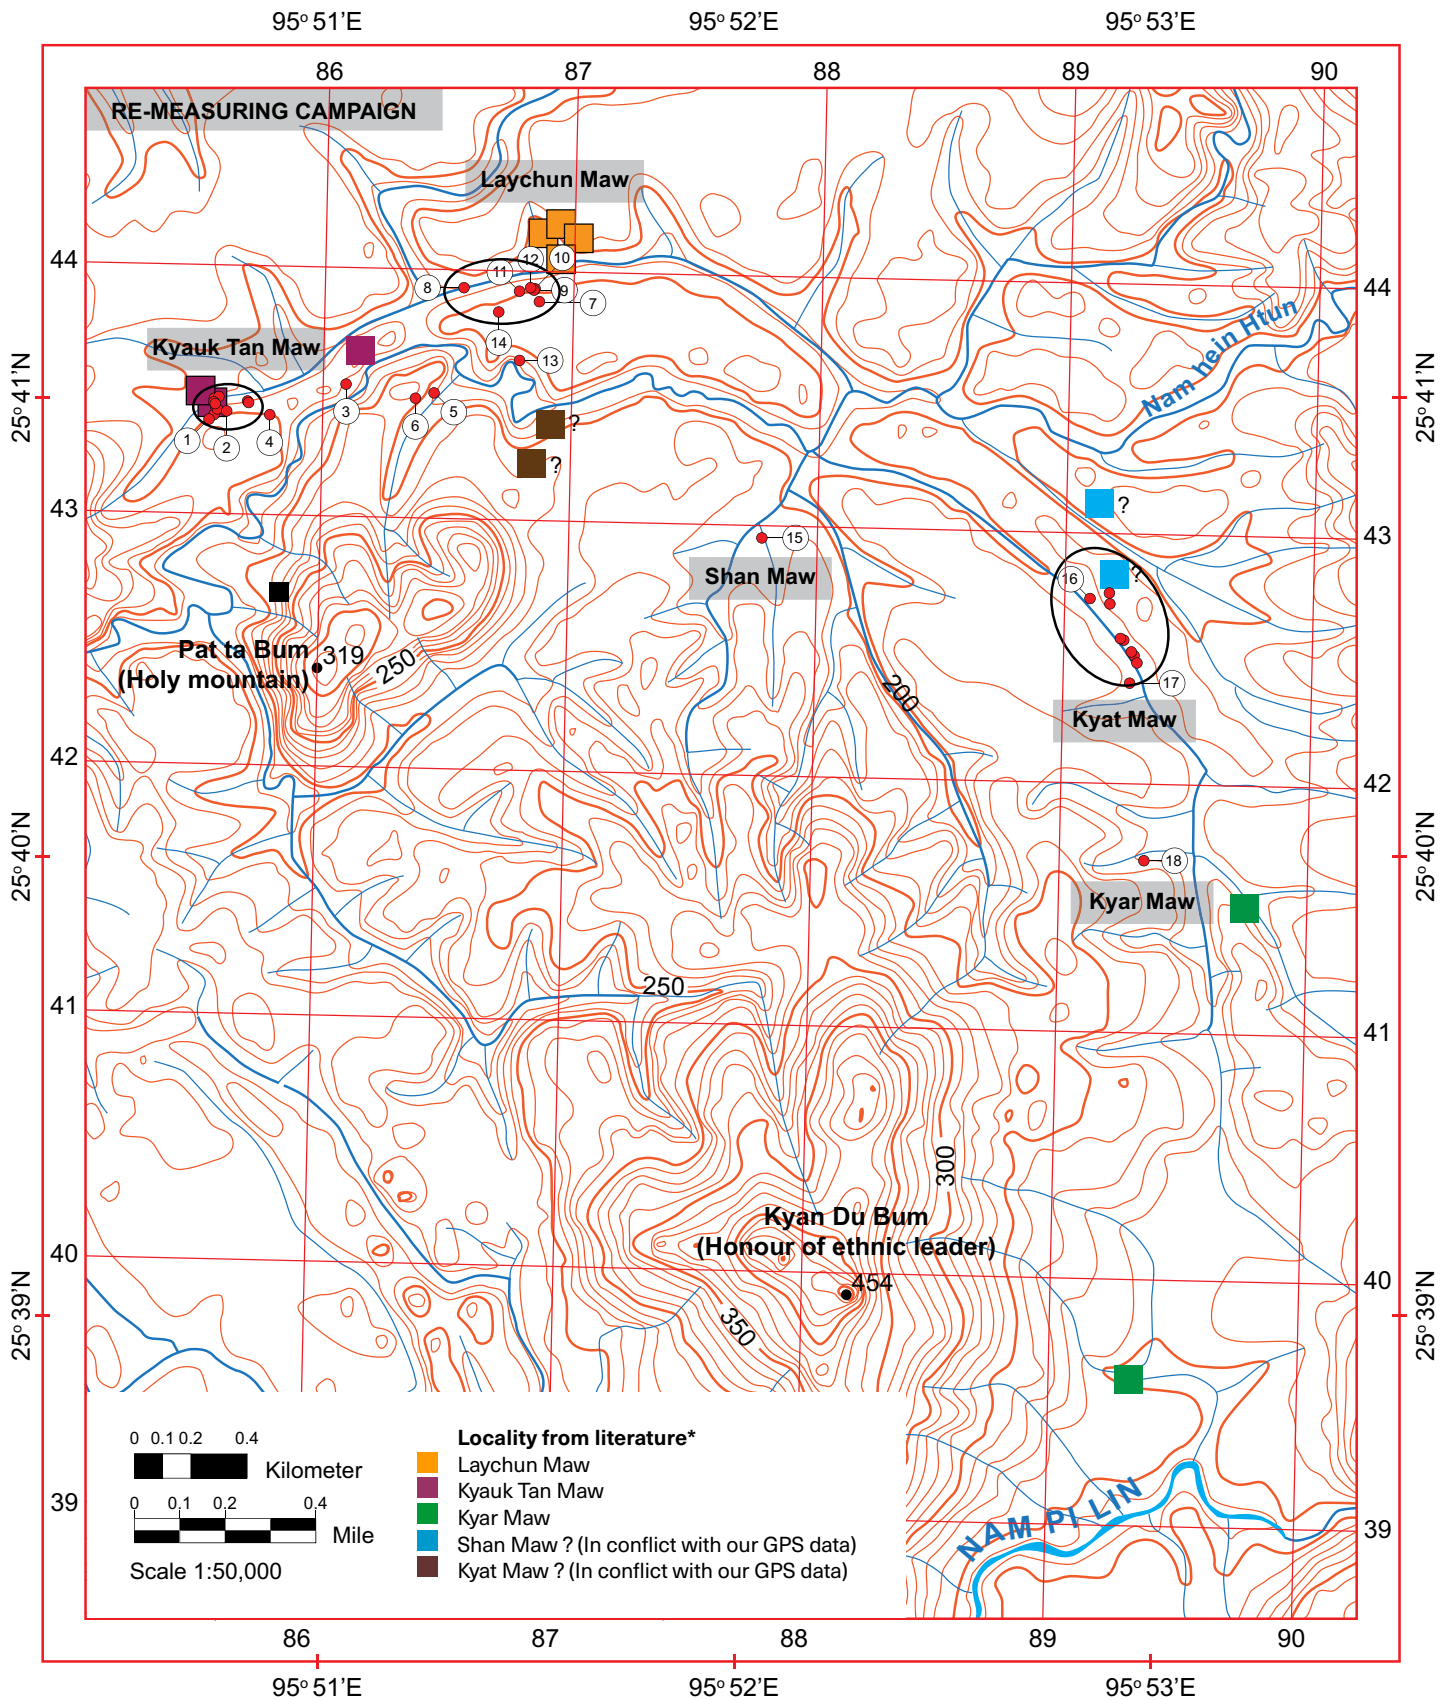 95°51'E 95°52'E 95°53'E
86 87 88 89 90
RE-MEASURING CAMPAIGN
Laychun Maw
44
12 10
11
8 9
7
44
14
Nam hein Htun
Kyauk Tan Maw
13
25°41'N
25°41'N
3 6 5
?
1 2 4
?
43
?
43
15
Shan Maw
16 ?
Pat ta Bum
(Holy mountain)
319
250
200
17
Kyat Maw
42
42
25°40'N
25°40'N
18
Kyar Maw
250
41
41
300
Kyan Du Bum
(Honour of ethnic leader)
40
40
454
25°39'N
25°39'N
350
0 0.1 0.2 0.4
Kilometer
0 0.1 0.2 0.4
Mile
Scale 1:50,000
Locality from literature*
Laychun Maw
Kyauk Tan Maw
Kyar Maw
Shan Maw ? (In conflict with our GPS data)
Kyat Maw ? (In conflict with our GPS data)
NAM PI LIN
39
39
86 87 88 89 90
95°51'E 95°52'E 95°53'E